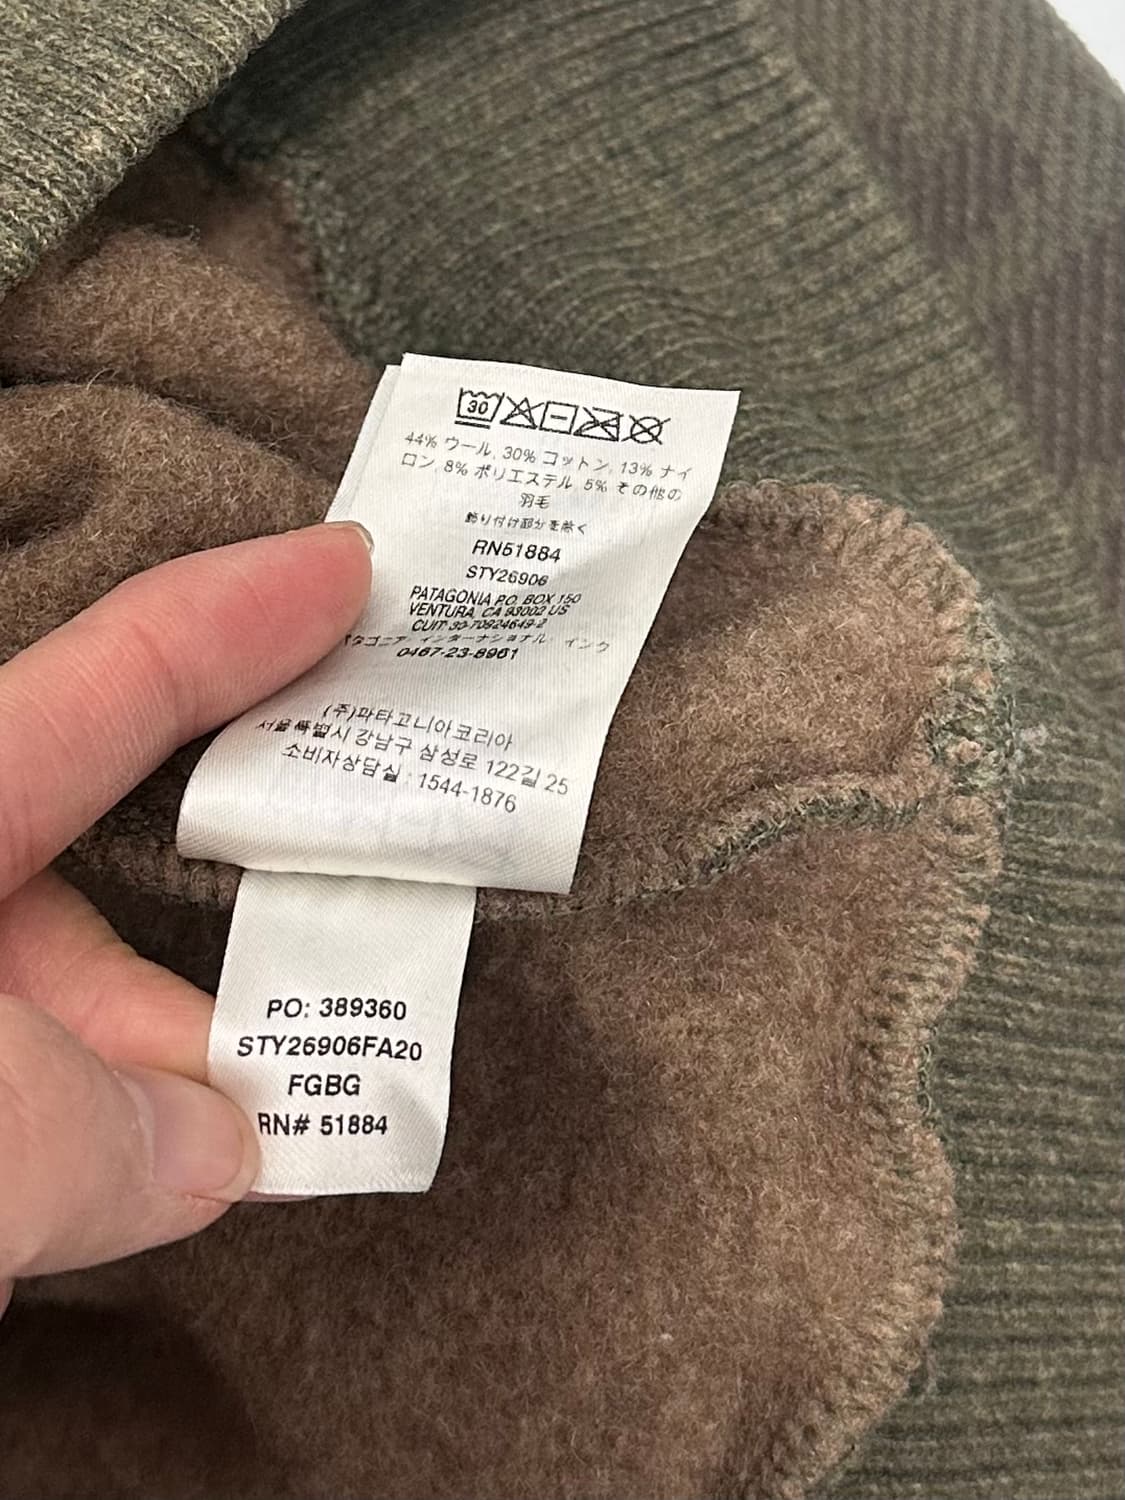 30
44% ウール, 30% コットン, 13% ナイ
ロン, 8% ポリエステル, 5% その他の
羽毛
飾り付け部分を除く
RN51884
STY26906
PATAGONIA P.O. BOX 150
VENTURA, CA 93002 US
CUIT 30-70924649-2
タゴニア・インターナショナル・インク
0467-23-8961
(주)파타고니아코리아
서울특별시 강남구 삼성로 122길 25
소비자상담실 : 1544-1876
PO: 389360
STY26906FA20
FGBG
RN# 51884